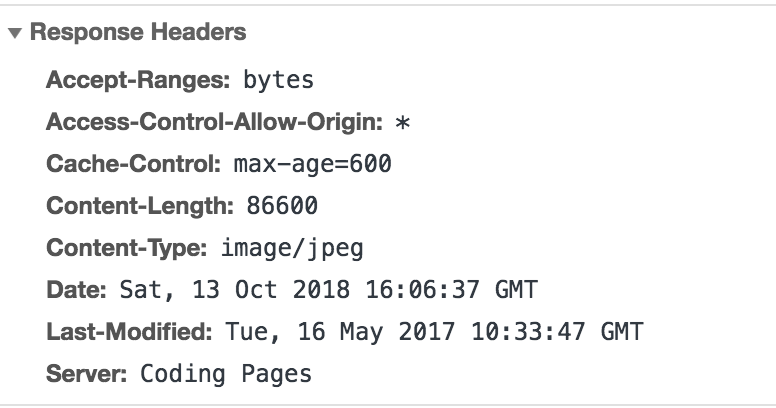 Response Headers
Accept-Ranges: bytes
Access-Control-Allow-Origin: *
Cache-Control: max-age=600
Content-Length: 86600
Content-Type: image/jpeg
Date: Sat, 13 Oct 2018 16:06:37 GMT
Last-Modified: Tue, 16 May 2017 10:33:47 GMT
Server: Coding Pages